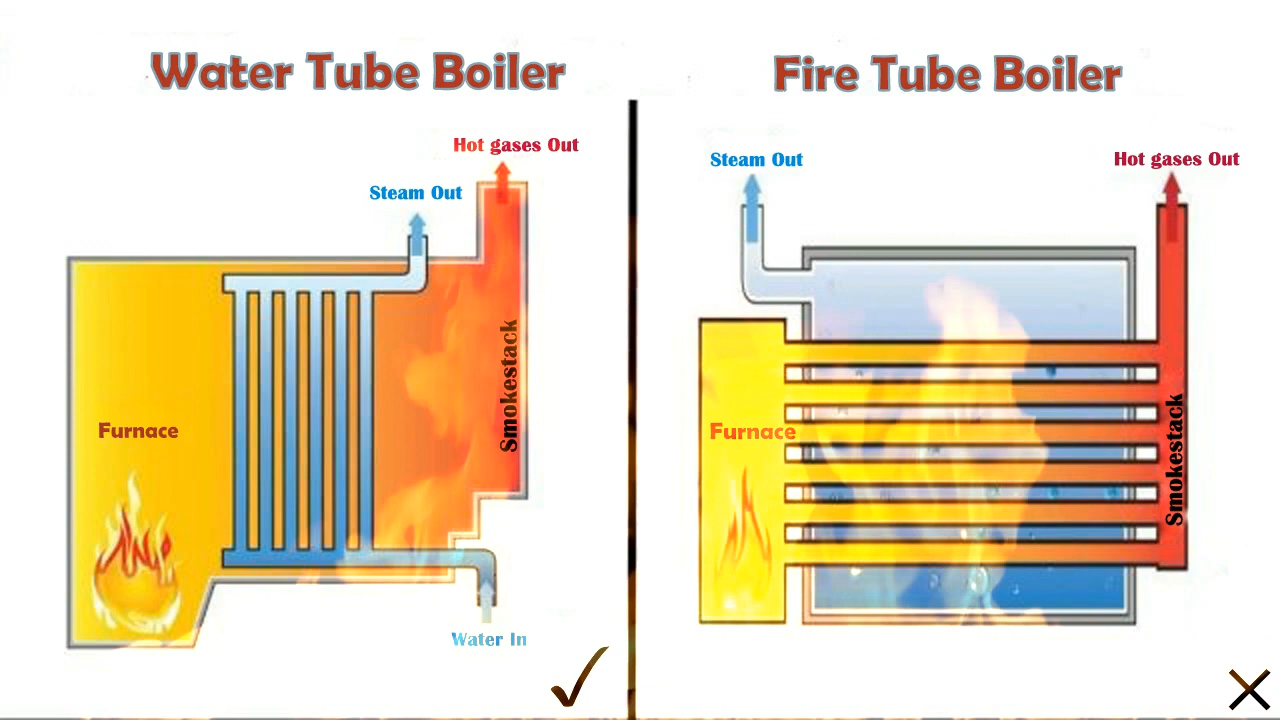 Water Tube Boiler
Hot gases Out
Steam Out
Smokestack
Furnace
Water In
Fire Tube Boiler
Steam Out
Hot gases Out
Furnace
Smokestack